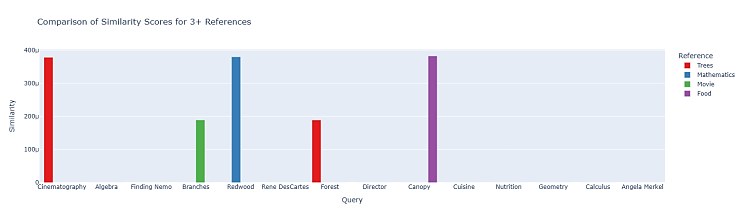 Comparison of Similarity Scores for 3+ References
400μ
300μ
200μ
100μ
0
Similarity
Cinematography Algebra Finding Nemo Branches Redwood Rene DesCartes Forest Director Canopy Cuisine Nutrition Geometry Calculus Angela Merkel
Query
Reference
Trees
Mathematics
Movie
Food